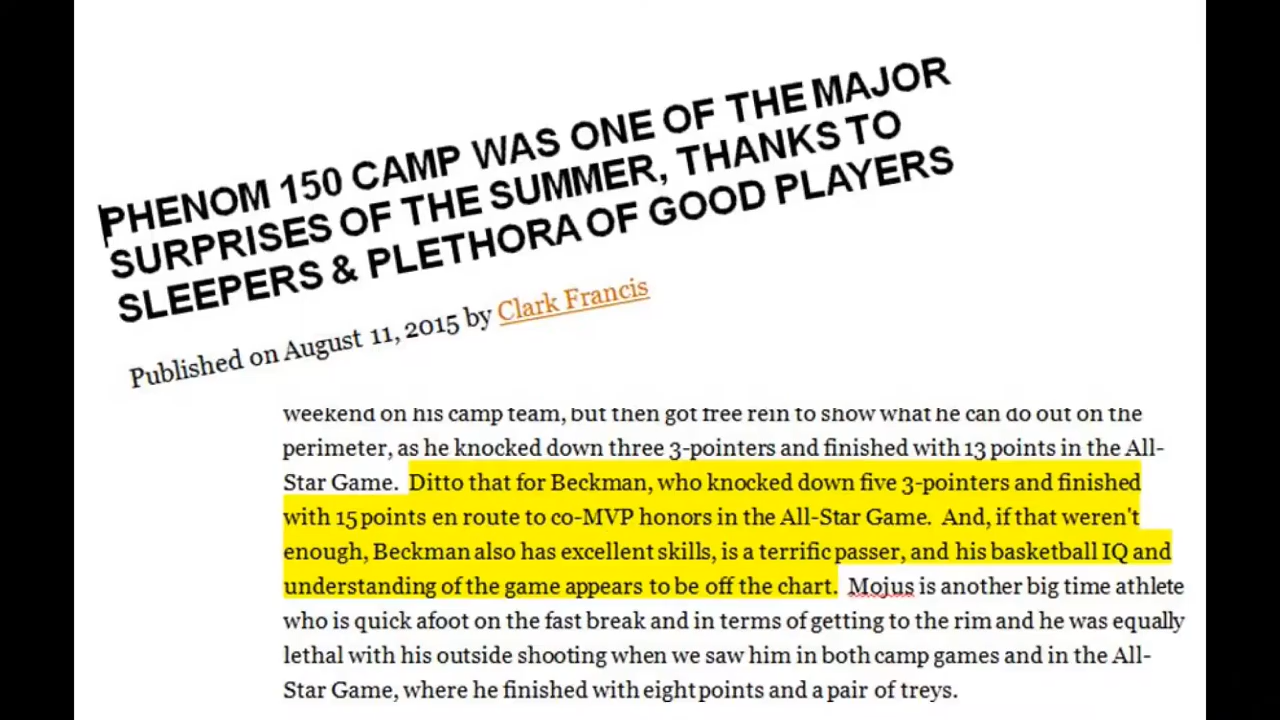 PHENOM 150 CAMP WAS ONE OF THE MAJOR
SURPRISES OF THE SUMMER, THANKS TO
SLEEPERS & PLETHORA OF GOOD PLAYERS
Published on August 11, 2015 by Clark Francis
weekend on his camp team, but then got free rein to show what he can do out on the
perimeter, as he knocked down three 3-pointers and finished with 13 points in the All-
Star Game. Ditto that for Beckman, who knocked down five 3-pointers and finished
with 15 points en route to co-MVP honors in the All-Star Game. And, if that weren't
enough, Beckman also has excellent skills, is a terrific passer, and his basketball IQ and
understanding of the game appears to be off the chart. Mojus is another big time athlete
who is quick afoot on the fast break and in terms of getting to the rim and he was equally
lethal with his outside shooting when we saw him in both camp games and in the All-
Star Game, where he finished with eight points and a pair of treys.